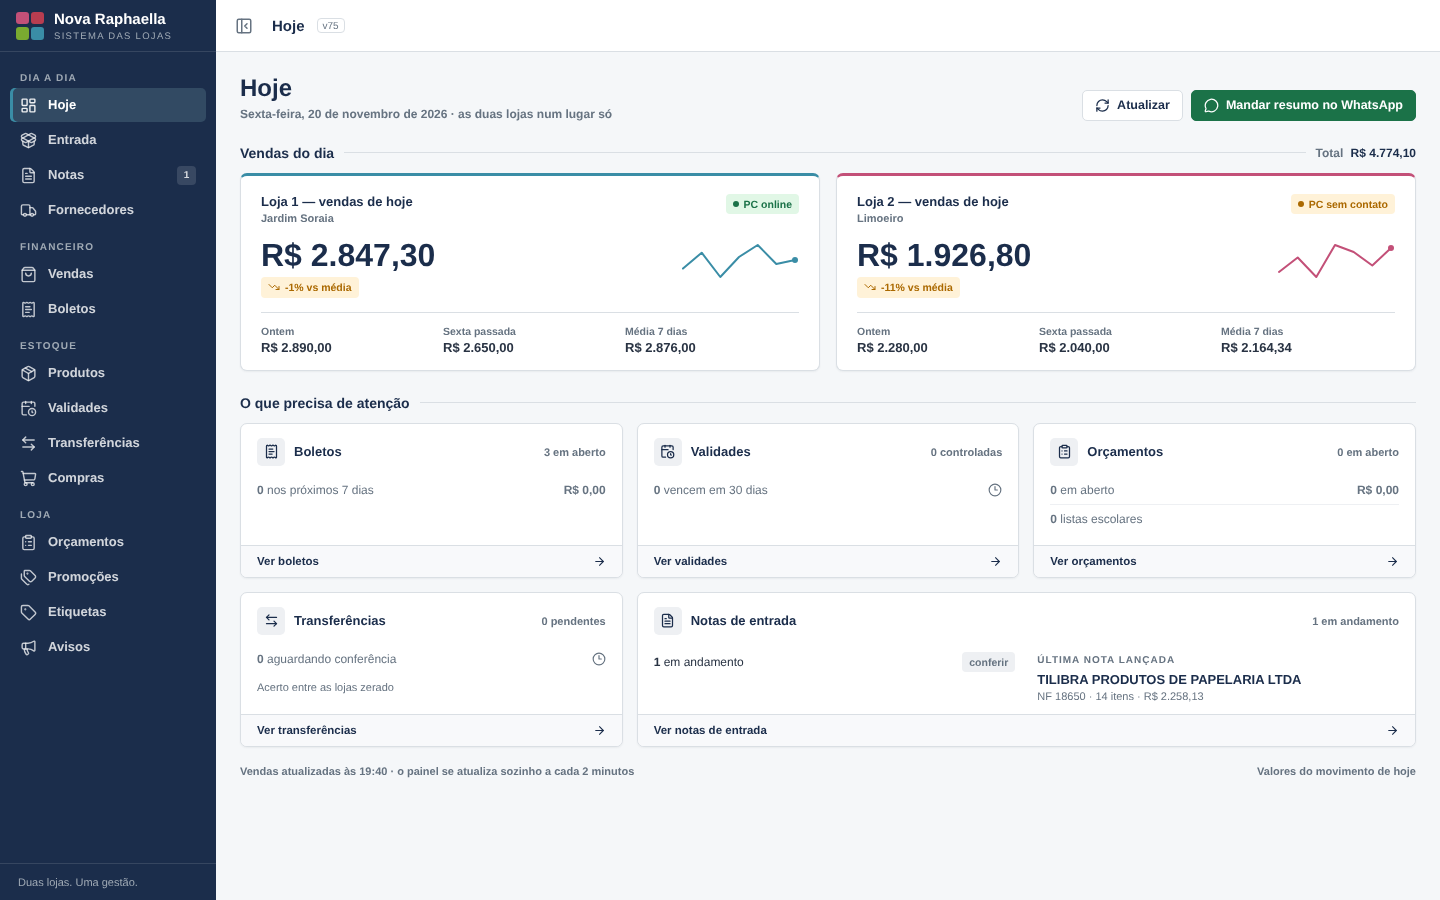 Nova Raphaella
SISTEMA DAS LOJAS
DIA A DIA
Hoje
Entrada
Notas 1
Fornecedores
FINANCEIRO
Vendas
Boletos
ESTOQUE
Produtos
Validades
Transferências
Compras
LOJA
Orçamentos
Promoções
Etiquetas
Avisos
Duas lojas. Uma gestão.
Hoje v75
Hoje
Sexta-feira, 20 de novembro de 2026 · as duas lojas num lugar só
Atualizar
Mandar resumo no WhatsApp
Vendas do dia
Total R$ 4.774,10
Loja 1 — vendas de hoje
PC online
Jardim Soraia
R$ 2.847,30
-1% vs média
Ontem Sexta passada Média 7 dias
R$ 2.890,00 R$ 2.650,00 R$ 2.876,00
Loja 2 — vendas de hoje
PC sem contato
Limoeiro
R$ 1.926,80
-11% vs média
Ontem Sexta passada Média 7 dias
R$ 2.280,00 R$ 2.040,00 R$ 2.164,34
O que precisa de atenção
Boletos 3 em aberto
0 nos próximos 7 dias R$ 0,00
Ver boletos
Validades 0 controladas
0 vencem em 30 dias
Ver validades
Orçamentos 0 em aberto
0 em aberto R$ 0,00
0 listas escolares
Ver orçamentos
Transferências 0 pendentes
0 aguardando conferência
Acerto entre as lojas zerado
Ver transferências
Notas de entrada 1 em andamento
1 em andamento conferir
ÚLTIMA NOTA LANÇADA
TILIBRA PRODUTOS DE PAPELARIA LTDA
NF 18650 · 14 itens · R$ 2.258,13
Ver notas de entrada
Vendas atualizadas às 19:40 · o painel se atualiza sozinho a cada 2 minutos
Valores do movimento de hoje